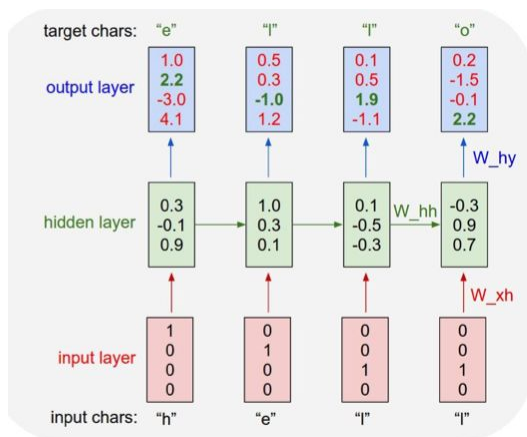 target chars: “e” “l” “l” “o”
output layer
1.0 0.5 0.1 0.2
2.2 0.3 0.5 -1.5
-3.0 -1.0 1.9 -0.1
4.1 1.2 -1.1 2.2
W_hy
hidden layer
0.3 1.0 0.1 -0.3
-0.1 0.3 -0.5 0.9
0.9 0.1 -0.3 0.7
W_hh
W_xh
input layer
1 0 0 0
0 1 0 0
0 0 1 1
0 0 0 0
input chars: “h” “e” “l” “l”